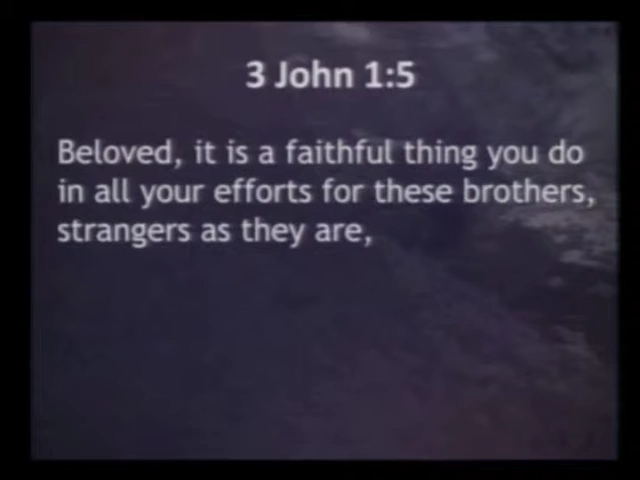 3 John 1:5
Beloved, it is a faithful thing you do
in all your efforts for these brothers,
strangers as they are,